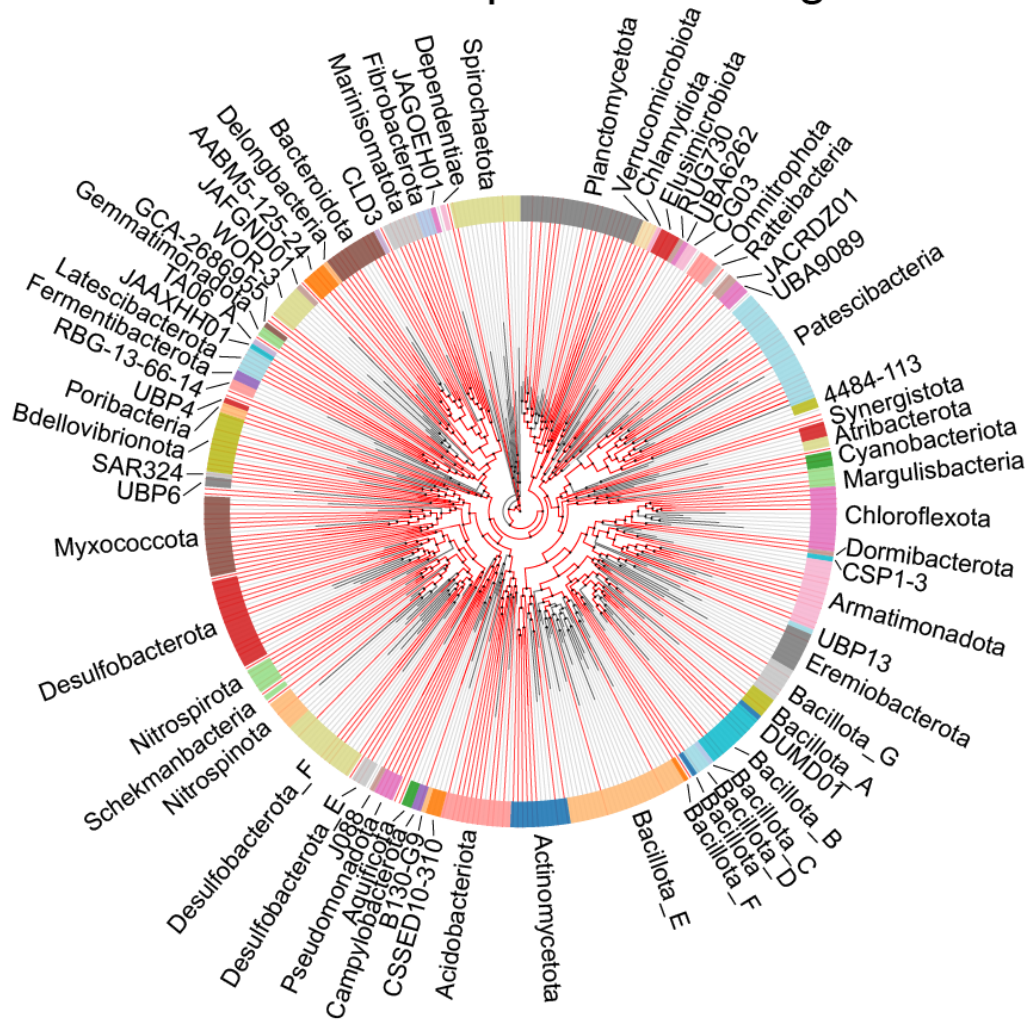 Spirochaetota
Planctomycetota
Verrucomicrobiota
Chlamydiota
Elusimicrobiota
RUG730
UBA6262
CG03
Omnitrophota
Ratteibacteria
JACRDZ01
UBA9089
Patescibacteria
4484-113
Synergistota
Atribacterota
Cyanobacteriota
Margulisbacteria
Chloroflexota
Dormibacterota
CSP1-3
Armatimonadota
UBP13
Eremiobacterota
Bacillota_G
Bacillota_A
DUMD01
Bacillota_B
Bacillota_C
Bacillota_D
Bacillota
Bacillota_F
Bacillota_E
Actinomycetota
Acidobacteriota
CSSED10-310
B130-G9
Campylobacterota
Aquificota
Pseudomonadota
J088
Desulfobacterota_E
Desulfobacterota_F
Nitrospinota
Schekmanbacteria
Nitrospirota
Desulfobacterota
Myxococcota
UBP6
SAR324
Bdellovibrionota
Poribacteria
UBP4
RBG-13-66-14
Fermentibacterota
Latescibacterota
JAAXHH01
TA06_A
Gemmatimonadota
GCA-2686955
WOR-3
JAFGND01
AABM5-125-24
Delongbacteria
Bacteroidota
CLD3
Marinisomatota
Fibrobacterota
JAGOEH01
Dependentiae